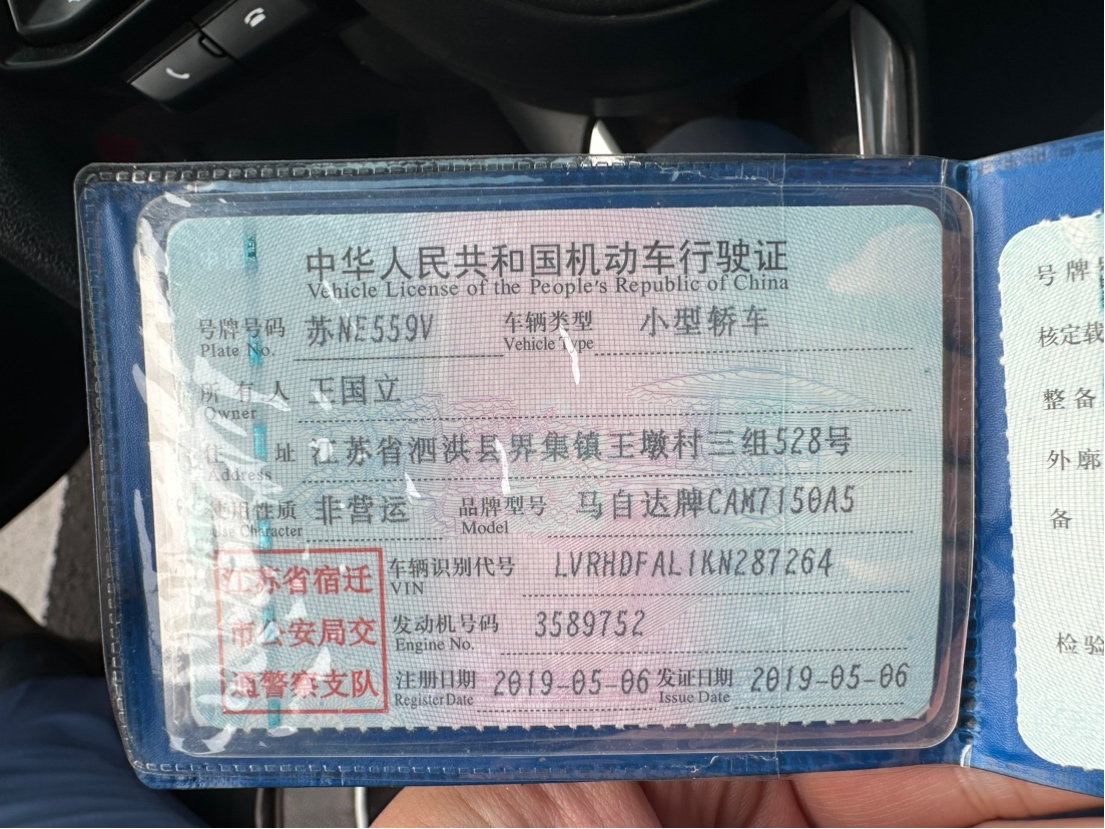 中华人民共和国机动车行驶证
Vehicle License of the People's Republic of China
号牌号码 苏NE559V 车辆类型 小型轿车
Plate No. Vehicle Type
所有人 王国立
Owner
住址 江苏省泗洪县界集镇王墩村三组528号
Address
使用性质 非营运 品牌型号 马自达牌CAM7150A5
Use Character Model
江苏省宿迁
市公安局交
通警察支队
车辆识别代号 LVRHDFAL1KN287264
VIN
发动机号码 3589752
Engine No.
注册日期 2019-05-06 发证日期 2019-05-06
Register Date Issue Date
号牌
核定载
整备
外廓
备
检验